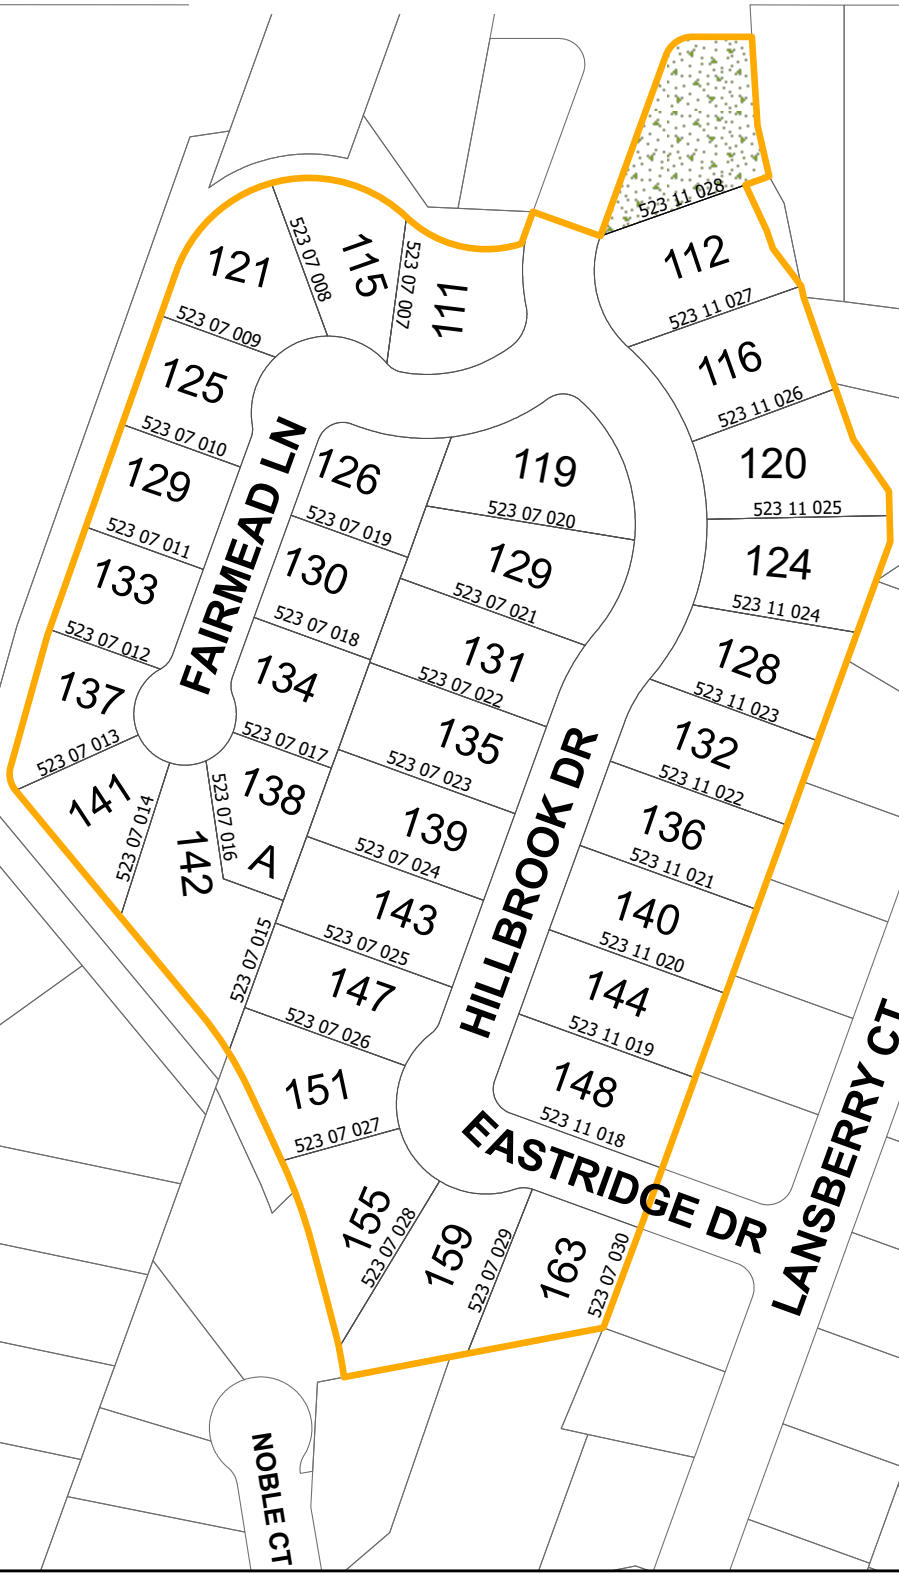 523 11 028
112
523 11 027
116
523 11 026
120
523 11 025
124
523 11 024
128
523 11 023
132
523 11 022
136
523 11 021
140
523 11 020
144
523 11 019
148
523 11 018
121
523 07 009
523 07 008
115
523 07 007
111
125
523 07 010
129
523 07 011
133
523 07 012
137
523 07 013
141
523 07 014
142
523 07 016
138
A
523 07 015
FAIRMEAD LN
126
523 07 019
130
523 07 018
134
523 07 017
119
523 07 020
129
523 07 021
131
523 07 022
135
523 07 023
139
523 07 024
143
523 07 025
147
523 07 026
151
523 07 027
155
523 07 028
159
523 07 029
163
523 07 030
HILLBROOK DR
EASTRIDGE DR
LANSBERRY CT
NOBLE CT